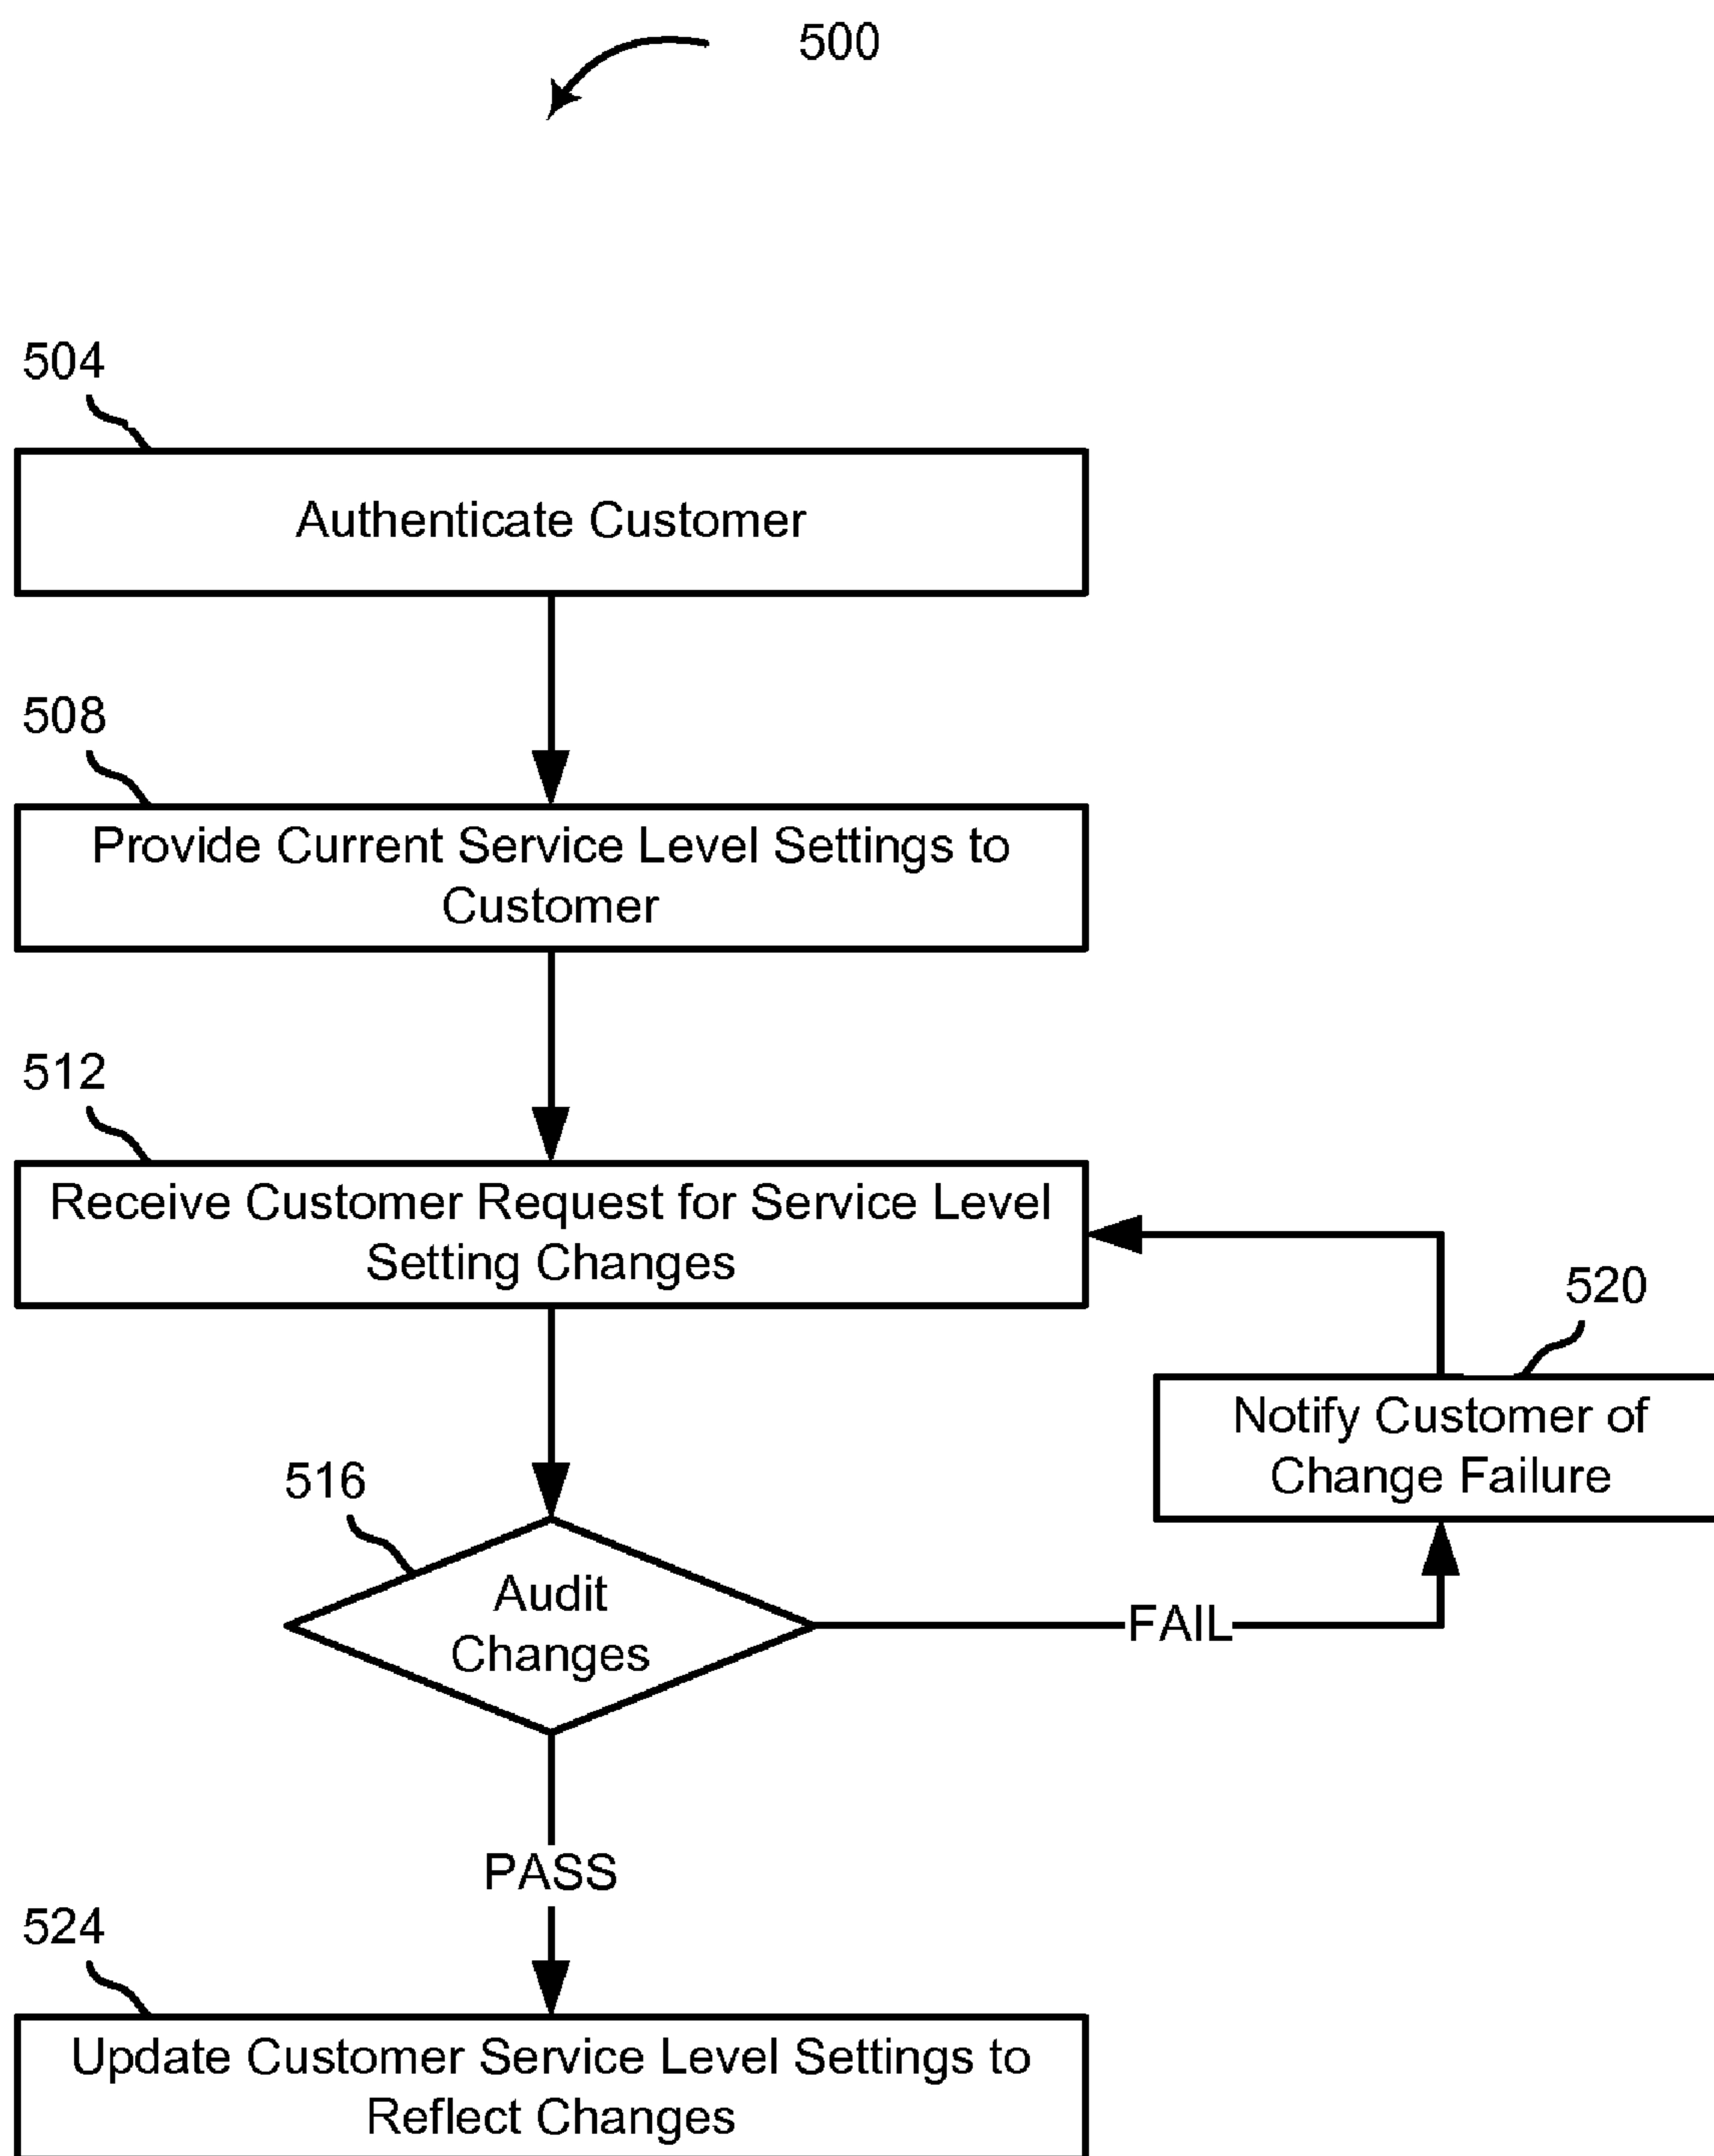 500
504
Authenticate Customer
508
Provide Current Service Level Settings to
Customer
512
Receive Customer Request for Service Level
Setting Changes
520
Notify Customer of
Change Failure
516
Audit
Changes
FAIL
PASS
524
Update Customer Service Level Settings to
Reflect Changes